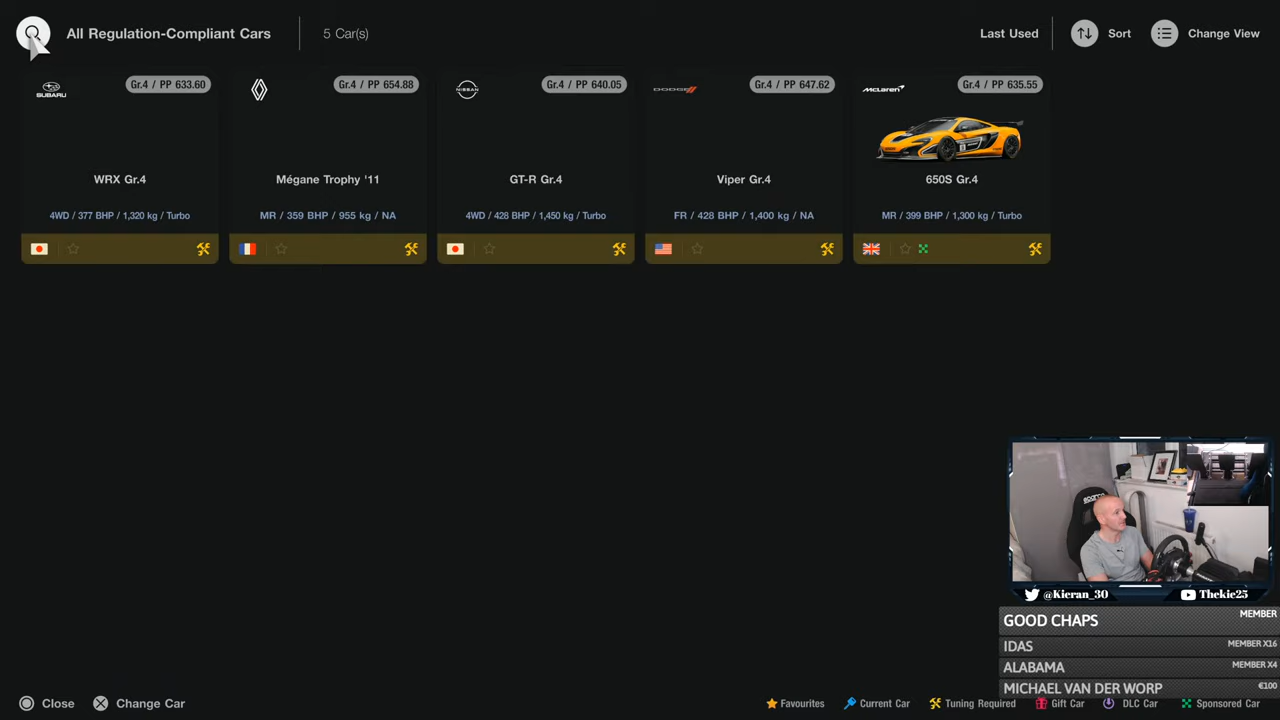 All Regulation-Compliant Cars
5 Car(s)
Last Used
Sort
Change View
SUBARU
Gr.4 / PP 633.60
WRX Gr.4
4WD / 377 BHP / 1,320 kg / Turbo
Gr.4 / PP 654.88
Mégane Trophy '11
MR / 359 BHP / 955 kg / NA
NISSAN
Gr.4 / PP 640.05
GT-R Gr.4
4WD / 428 BHP / 1,450 kg / Turbo
DODGE
Gr.4 / PP 647.62
Viper Gr.4
FR / 428 BHP / 1,400 kg / NA
McLaren
Gr.4 / PP 635.55
650S Gr.4
MR / 399 BHP / 1,300 kg / Turbo
sparco
@Kieran_30
Thekie25
GOOD CHAPS MEMBER
IDAS MEMBER X16
ALABAMA MEMBER X4
MICHAEL VAN DER WORP €100
Close
Change Car
Favourites
Current Car
Tuning Required
Gift Car
DLC Car
Sponsored Car